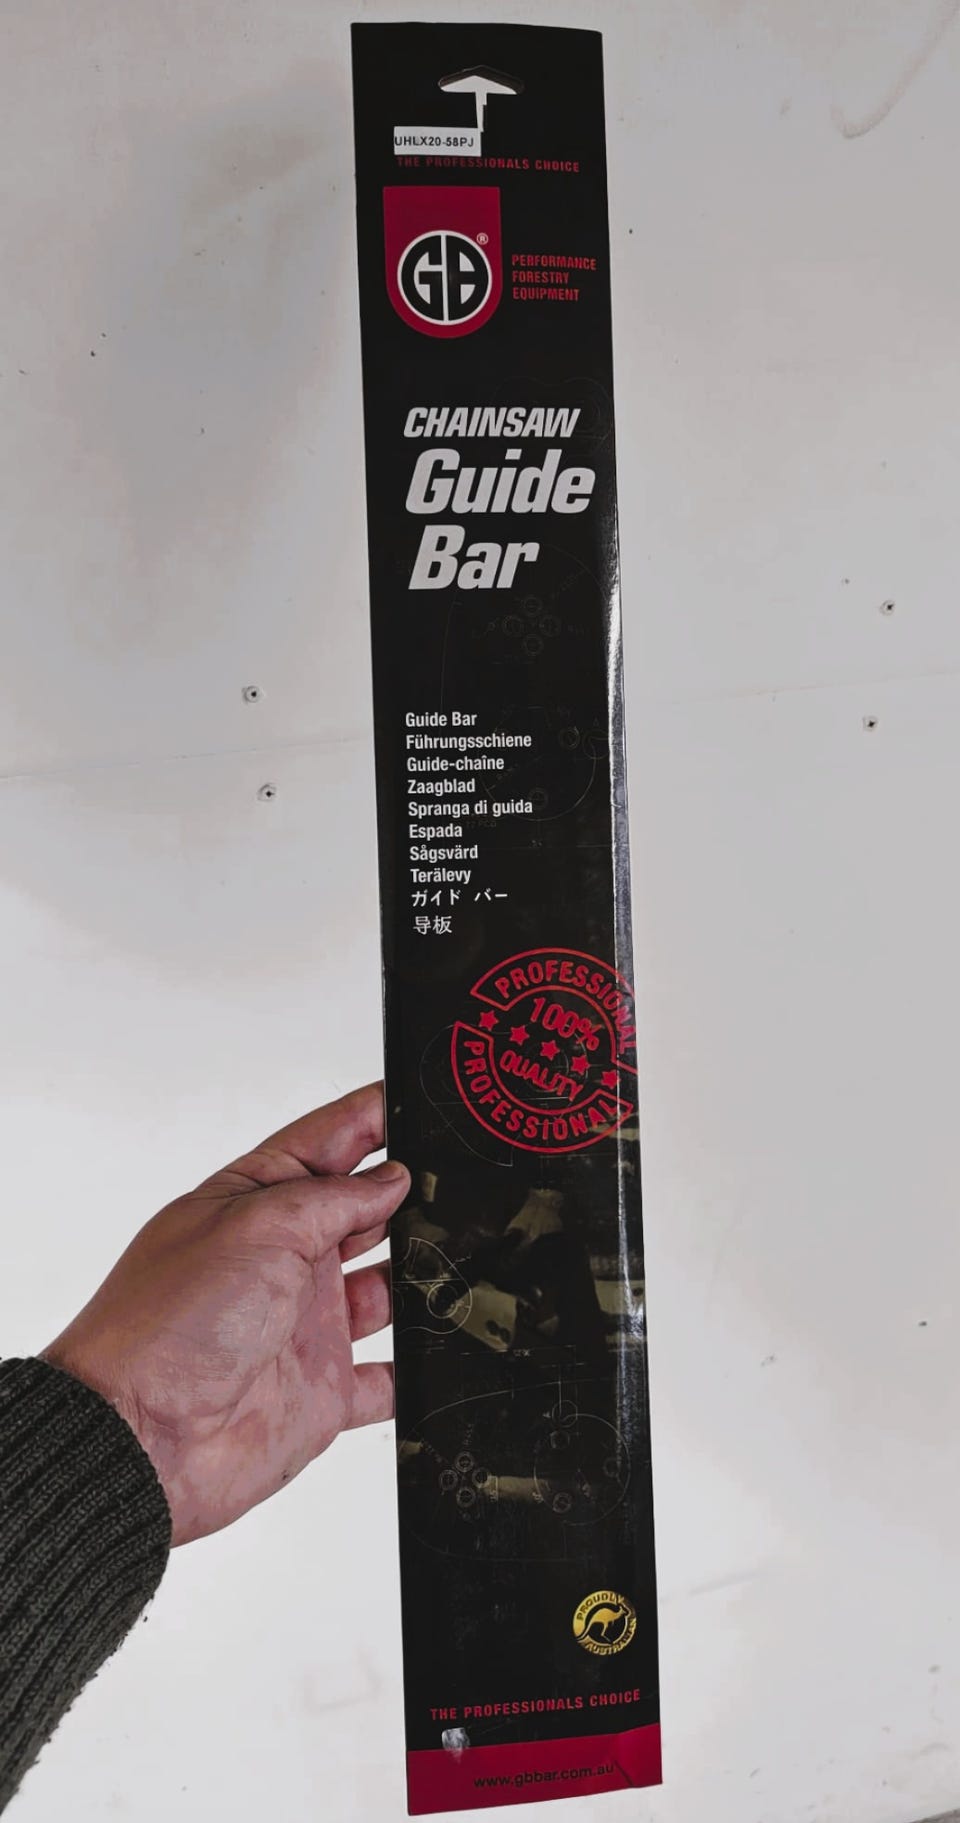 UHLX20-58PJ
THE PROFESSIONALS CHOICE
GB®
PERFORMANCE
FORESTRY
EQUIPMENT
CHAINSAW
Guide
Bar
Guide Bar
Führungsschiene
Guide-chaîne
Zaagblad
Spranga di guida
Espada
Sågsvärd
Terälevy
ガイド バー
导板
PROFESSIONAL
100%
QUALITY
PROFESSIONAL
PROUDLY
AUSTRALIAN
THE PROFESSIONALS CHOICE
www.gbbar.com.au